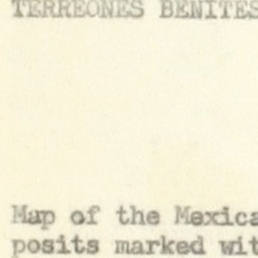 TERREONES BENITES
Map of the Mexica
posits marked wit